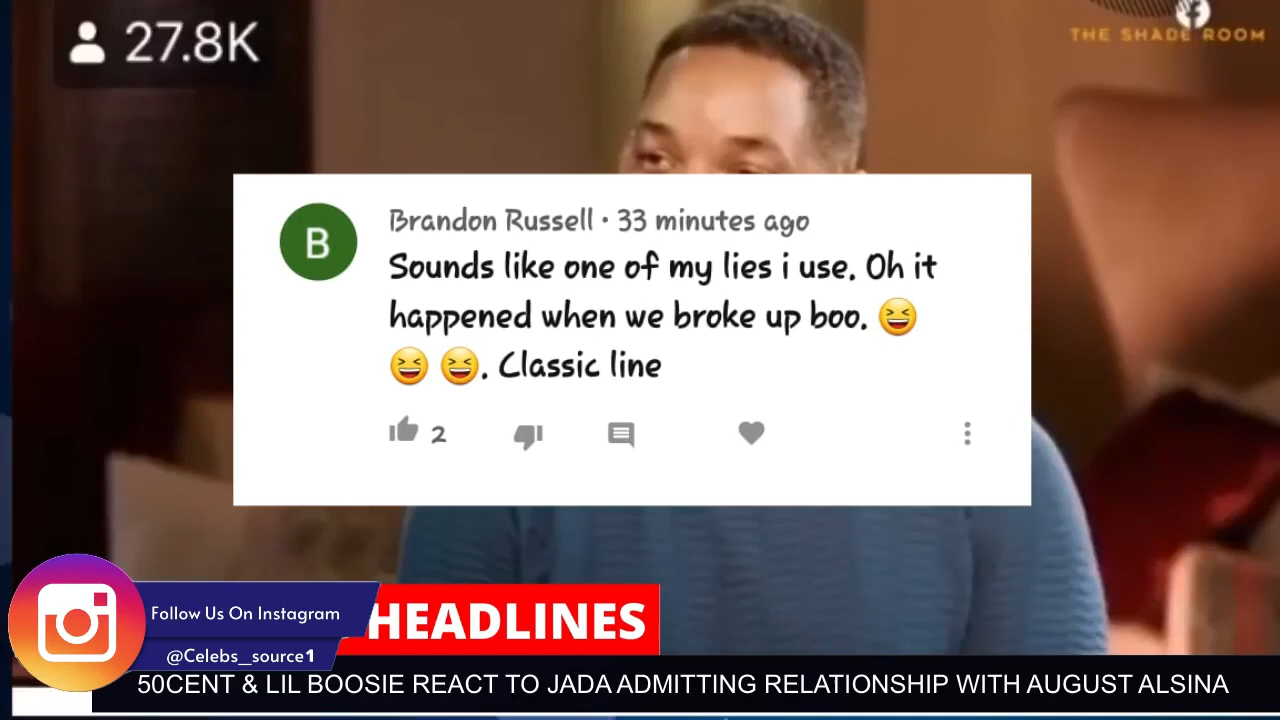 27.8K
THE SHADE ROOM
B
Brandon Russell • 33 minutes ago
Sounds like one of my lies i use. Oh it
happened when we broke up boo. 😆
😆 😆. Classic line
2
HEADLINES
Follow Us On Instagram
@Celebs_source1
50CENT & LIL BOOSIE REACT TO JADA ADMITTING RELATIONSHIP WITH AUGUST ALSINA